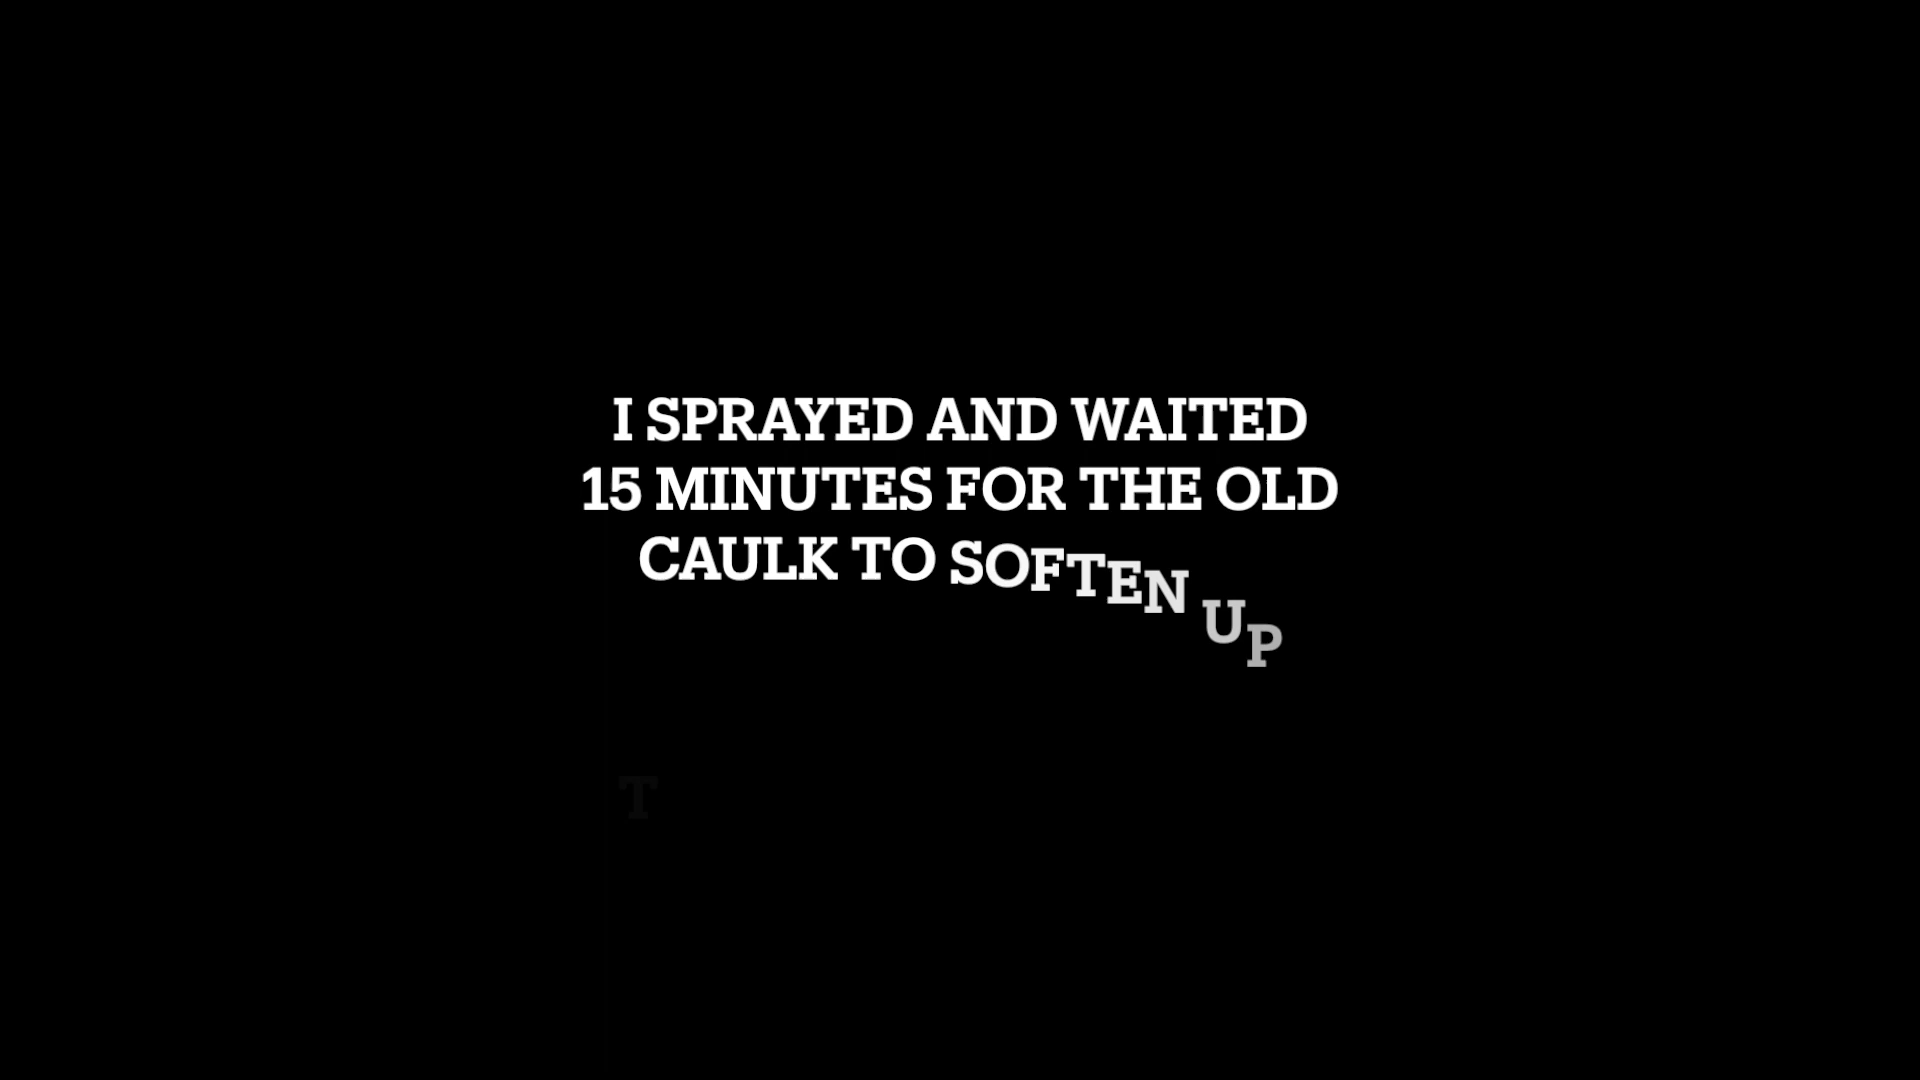 I SPRAYED AND WAITED
15 MINUTES FOR THE OLD
CAULK TO SOFTEN UP
T